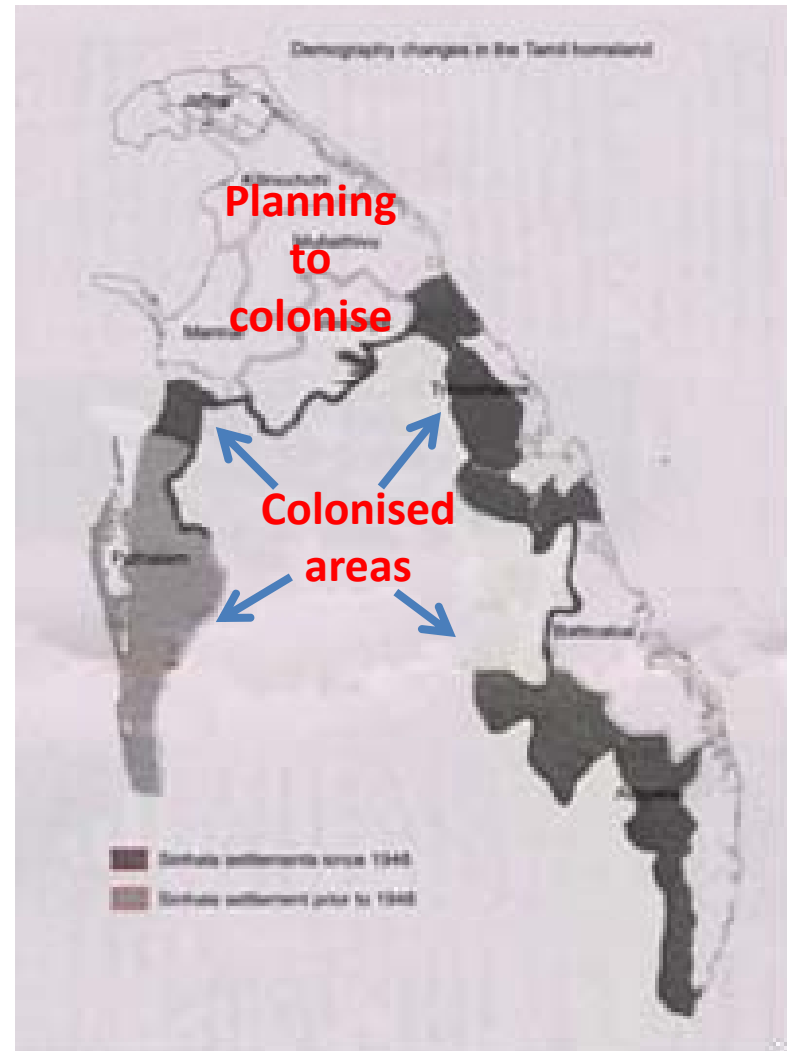 Demography changes in the Tamil homeland
Jaffna
Kilinochchi
Planning
Mullaithivu
to
colonise
Mannar
Colonised
areas
Puttalam
Batticaloa
Sinhala settlements since 1948
Sinhala settlement prior to 1948